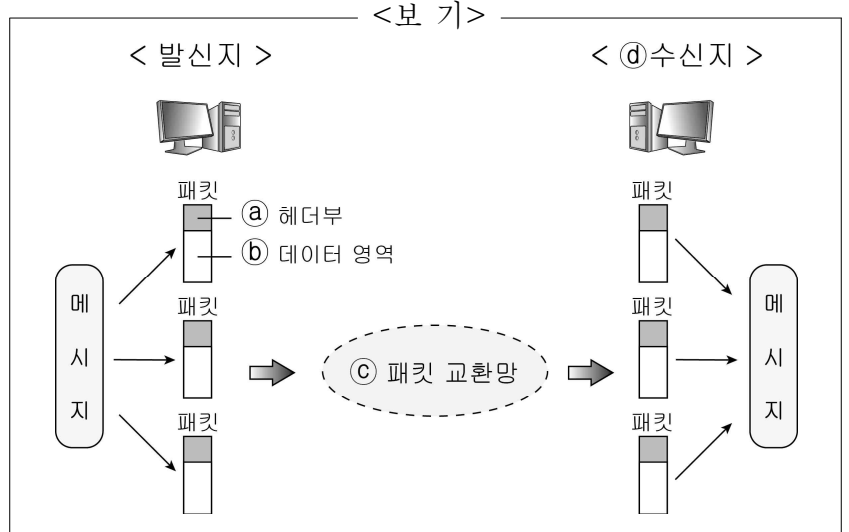 <보 기>
< 발신지 > < ⓓ수신지 >
패킷 패킷
ⓐ 헤더부
ⓑ 데이터 영역
메시지
패킷 패킷
ⓒ 패킷 교환망
메시지
패킷 패킷